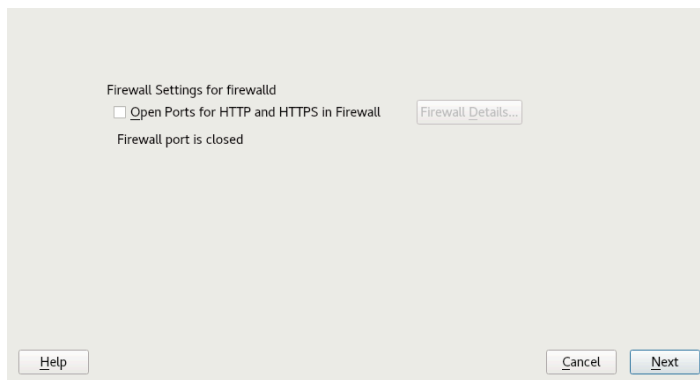 Firewall Settings for firewalld
Open Ports for HTTP and HTTPS in Firewall
Firewall Details...
Firewall port is closed
Help
Cancel
Next